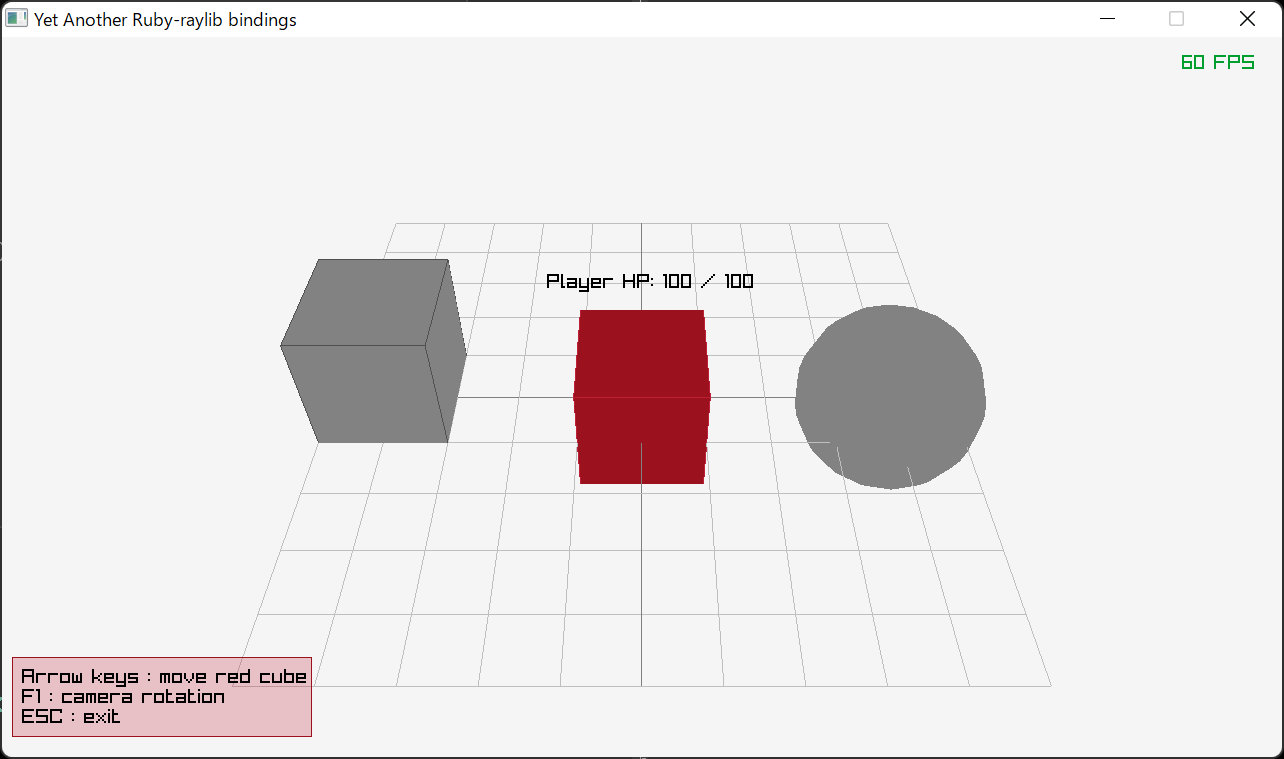 Yet Another Ruby-raylib bindings
60 FPS
Player HP: 100 / 100
Arrow keys : move red cube
F1 : camera rotation
ESC : exit